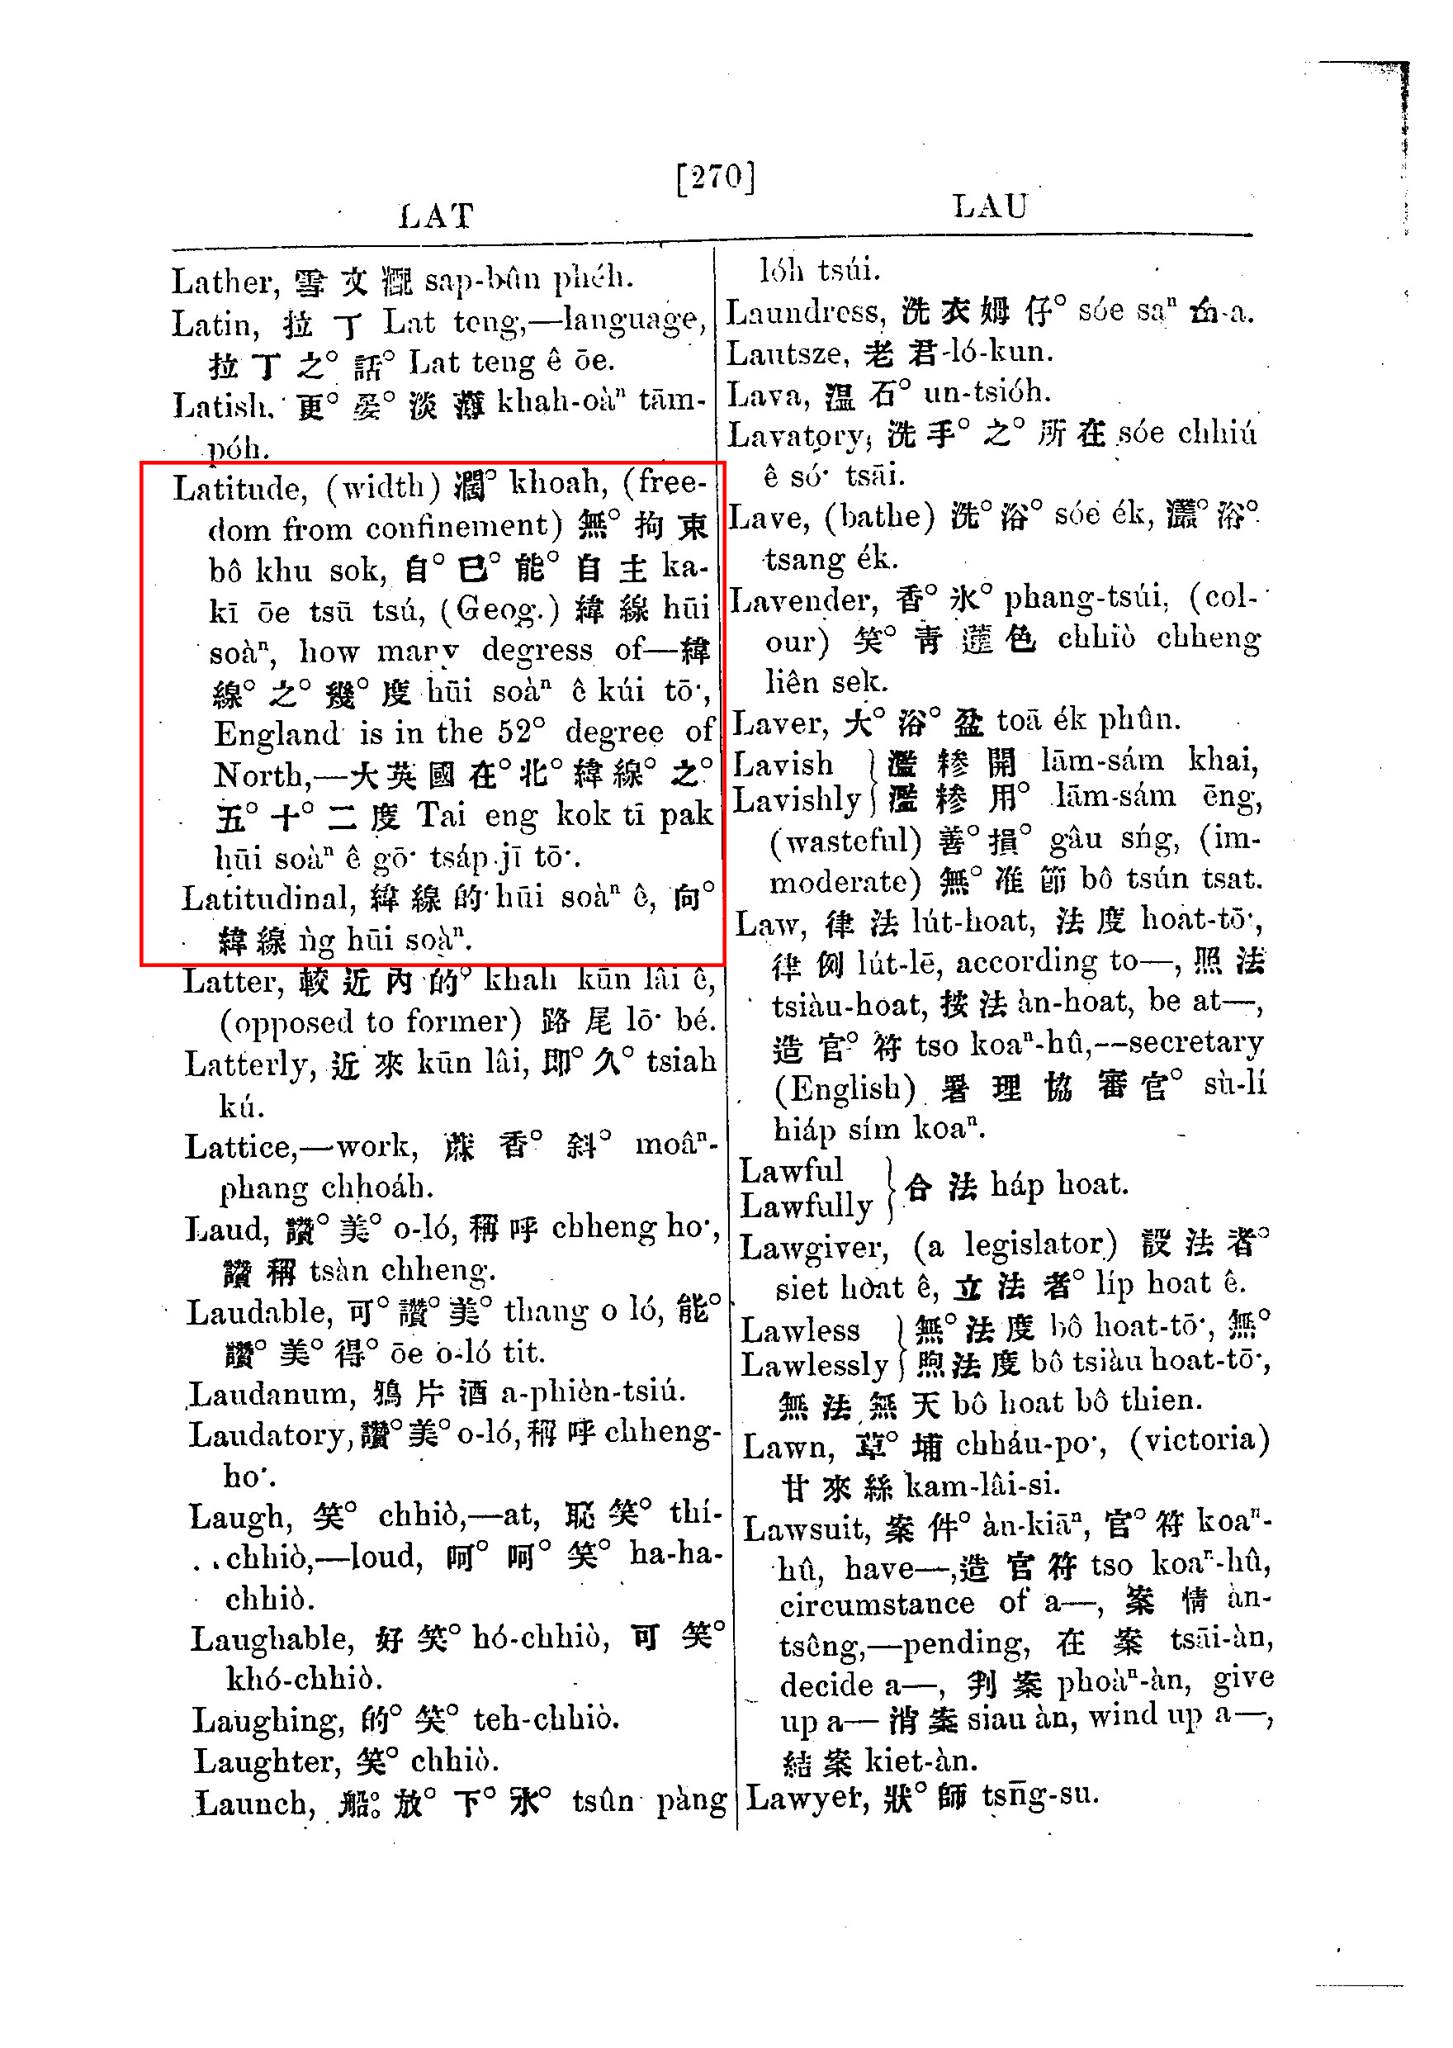 [270]
LAT
LAU
Lather, 雪文 sap-bûn phéh.
Latin, 拉丁 Lat teng,—language,
拉丁之° 話° Lat teng ê ōe.
Latish, 更° 晏° 淡薄 khah-oàⁿ tām-
póh.
Latitude, (width) 濶° khoah, (free-
dom from confinement) 無° 拘束
bô khu sok, 自° 已° 能° 自主 ka-
kī ōe tsū tsú, (Geog.) 緯線 hūi
soàⁿ, how many degress of—緯
線° 之° 幾° 度 hūi soàⁿ ê kúi tō͘,
England is in the 52° degree of
North,—大英國在° 北° 緯線° 之°
五° 十° 二度 Tai eng kok tī pak
hūi soàⁿ ê gō͘ tsáp jī tō͘.
Latitudinal, 緯線的 hūi soàⁿ ê, 向°
緯線 ǹg hūi soàⁿ.
Latter, 較近內的° khah kūn lâi ê,
(opposed to former) 路尾 lō͘ bé.
Latterly, 近來 kūn lâi, 即° 久° tsiah
kú.
Lattice,—work, 蔴香° 斜° moâⁿ-
phang chhoáh.
Laud, 讚° 美° o-ló, 稱呼 chheng ho͘,
讚稱 tsàn chheng.
Laudable, 可° 讚° 美° thang o ló, 能°
讚° 美° 得° ōe o-ló tit.
Laudanum, 鴉片酒 a-phièn-tsiú.
Laudatory, 讚° 美° o-ló, 稱呼 chheng-
ho͘.
Laugh, 笑° chhiò,—at, 恥笑° thí-
chhiò,—loud, 呵° 呵° 笑° ha-ha-
chhiò.
Laughable, 好笑° hó-chhiò, 可笑°
khó-chhiò.
Laughing, 的° 笑° teh-chhiò.
Laughter, 笑° chhiò.
Launch, 船° 放° 下° 水° tsûn pàng
lóh tsúi.
Laundress, 洗衣姆仔° sóe saⁿ ḿ-a.
Lautsze, 老君-ló-kun.
Lava, 温石° un-tsióh.
Lavatory, 洗手° 之° 所在 sóe chhiú
ê só͘ tsāi.
Lave, (bathe) 洗° 浴° sóe ék, 灇° 浴°
tsang ék.
Lavender, 香° 水° phang-tsúi, (col-
our) 笑° 青蓮色 chhiò chheng
liên sek.
Laver, 大° 浴° 盆 toā ék phûn.
Lavish 濫糝開 lām-sám khai,
Lavishly 濫糝用° lām-sám ēng,
(wasteful) 善° 損° gâu sńg, (im-
moderate) 無° 准節 bô tsún tsat.
Law, 律法 lút-hoat, 法度 hoat-tō͘,
律例 lút-lē, according to—, 照法
tsiàu-hoat, 按法 àn-hoat, be at—,
造官° 符 tso koaⁿ-hû,—secretary
(English) 署理協審官° sù-lí
hiáp sím koaⁿ.
Lawful
Lawfully 合法 háp hoat.
Lawgiver, (a legislator) 設法者°
siet hoat ê, 立法者° líp hoat ê.
Lawless 無° 法度 bô hoat-tō͘, 無°
Lawlessly 照法度 bô tsiàu hoat-tō͘,
無法無天 bô hoat bô thien.
Lawn, 草° 埔 chháu-po͘, (victoria)
甘來絲 kam-lâi-si.
Lawsuit, 案件° àn-kiāⁿ, 官° 符 koaⁿ-
hû, have—,造官符 tso koaⁿ-hû,
circumstance of a—, 案情 àn-
tsêng,—pending, 在案 tsāi-àn,
decide a—, 判案 phoàⁿ-àn, give
up a— 消案 siau àn, wind up a—,
結案 kiet-àn.
Lawyer, 狀° 師 tsn̄g-su.